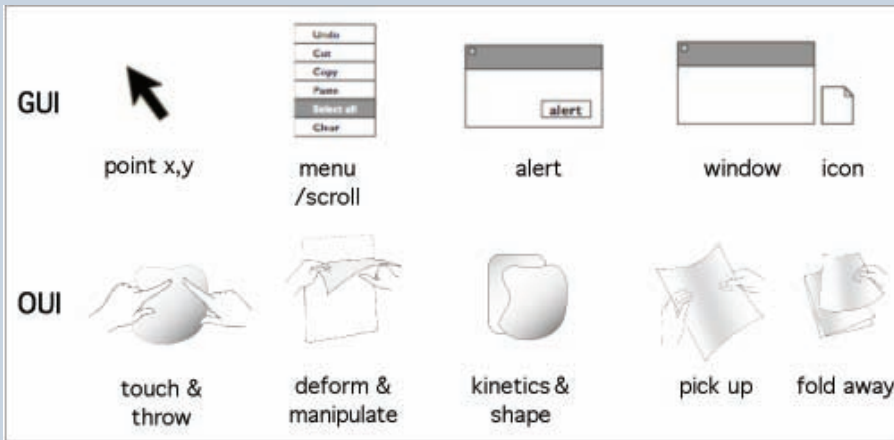 GUI
point x,y
Undo
Cut
Copy
Paste
Select all
Clear
menu
/scroll
alert
alert
window
icon
OUI
touch &
throw
deform &
manipulate
kinetics &
shape
pick up
fold away